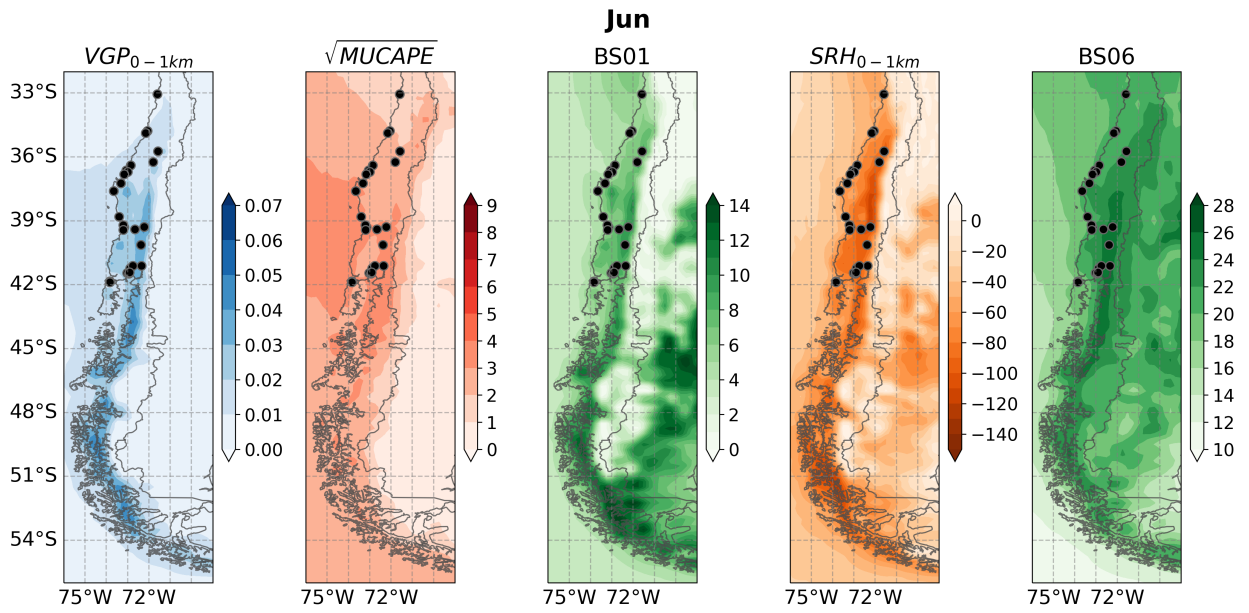 Jun
VGP0−1km
√MUCAPE
BS01
SRH0−1km
BS06
33°S
36°S
39°S
42°S
45°S
48°S
51°S
54°S
75°W 72°W
0.07
0.06
0.05
0.04
0.03
0.02
0.01
0.00
75°W 72°W
9
8
7
6
5
4
3
2
1
0
75°W 72°W
14
12
10
8
6
4
2
0
75°W 72°W
0
−20
−40
−60
−80
−100
−120
−140
75°W 72°W
28
26
24
22
20
18
16
14
12
10